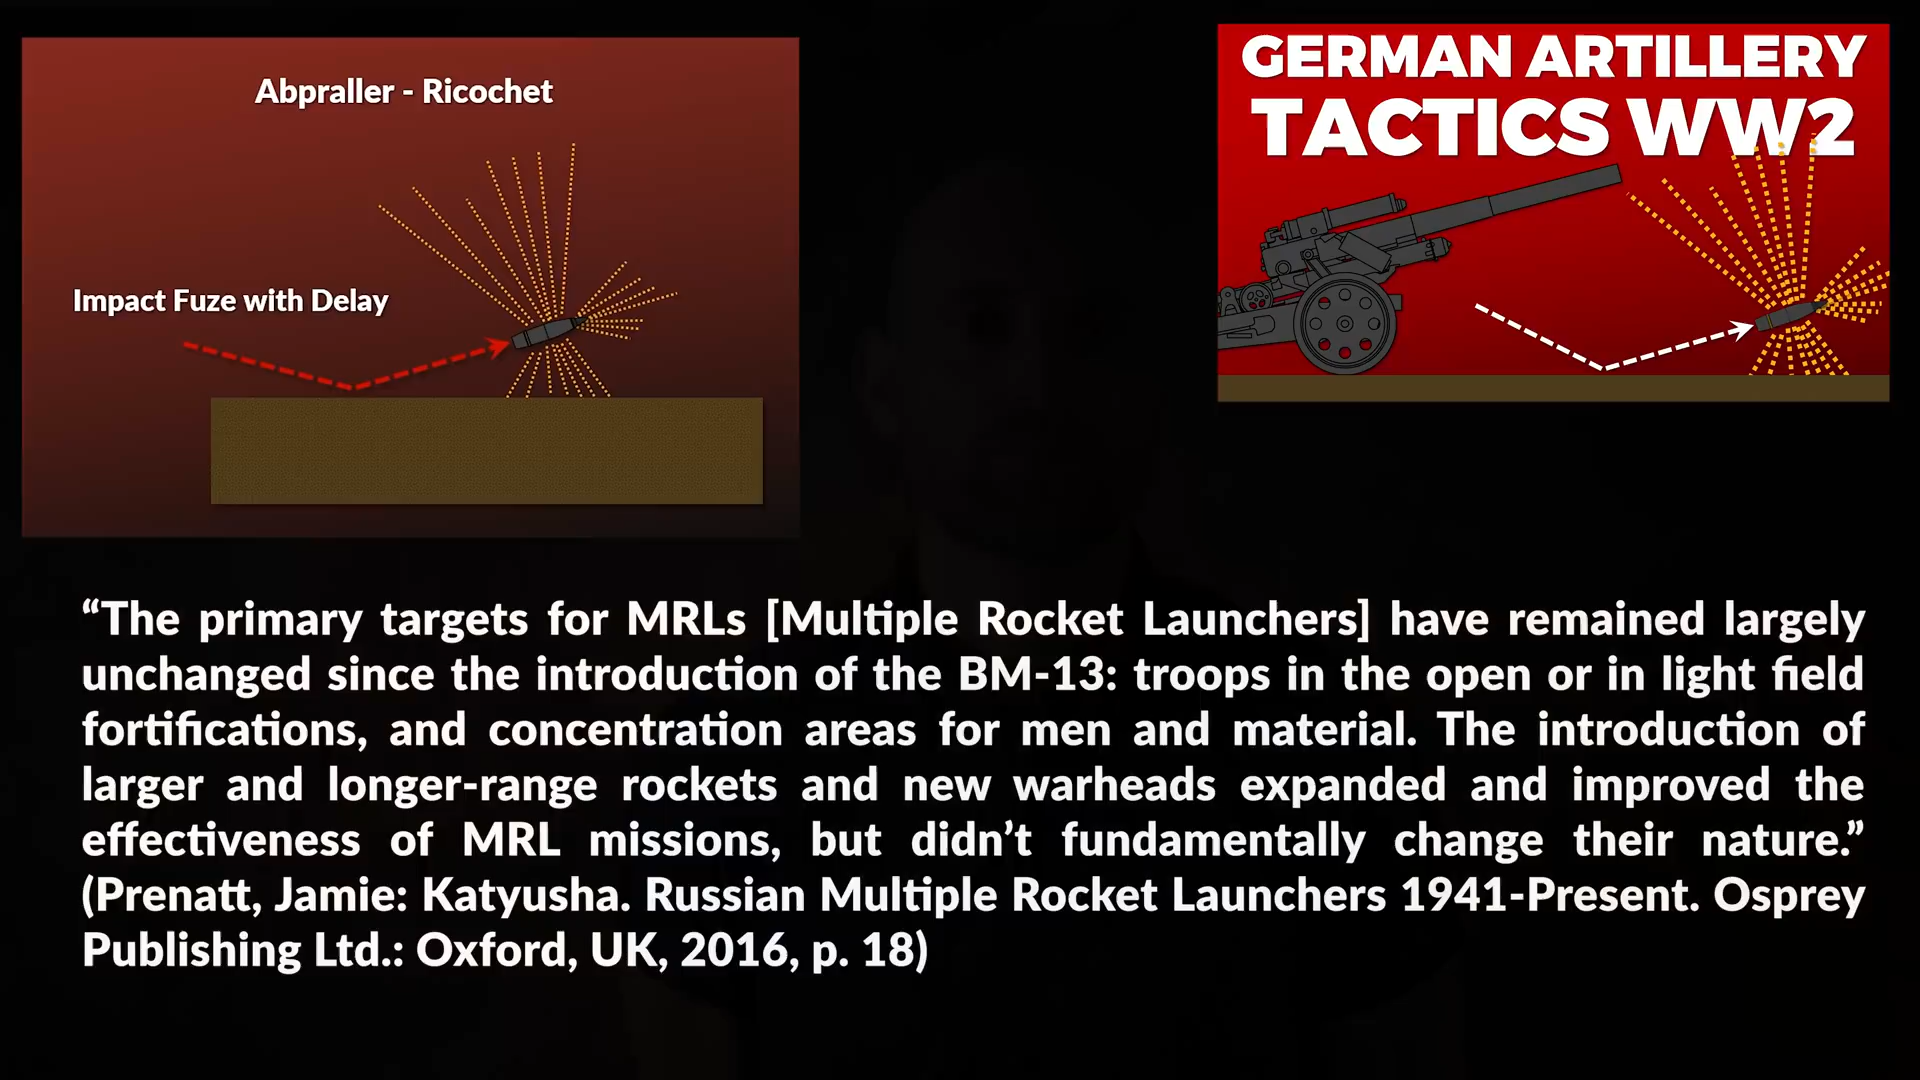 Abpraller - Ricochet
Impact Fuze with Delay
GERMAN ARTILLERY
TACTICS WW2
“The primary targets for MRLs [Multiple Rocket Launchers] have remained largely
unchanged since the introduction of the BM-13: troops in the open or in light field
fortifications, and concentration areas for men and material. The introduction of
larger and longer-range rockets and new warheads expanded and improved the
effectiveness of MRL missions, but didn’t fundamentally change their nature.”
(Prenatt, Jamie: Katyusha. Russian Multiple Rocket Launchers 1941-Present. Osprey
Publishing Ltd.: Oxford, UK, 2016, p. 18)